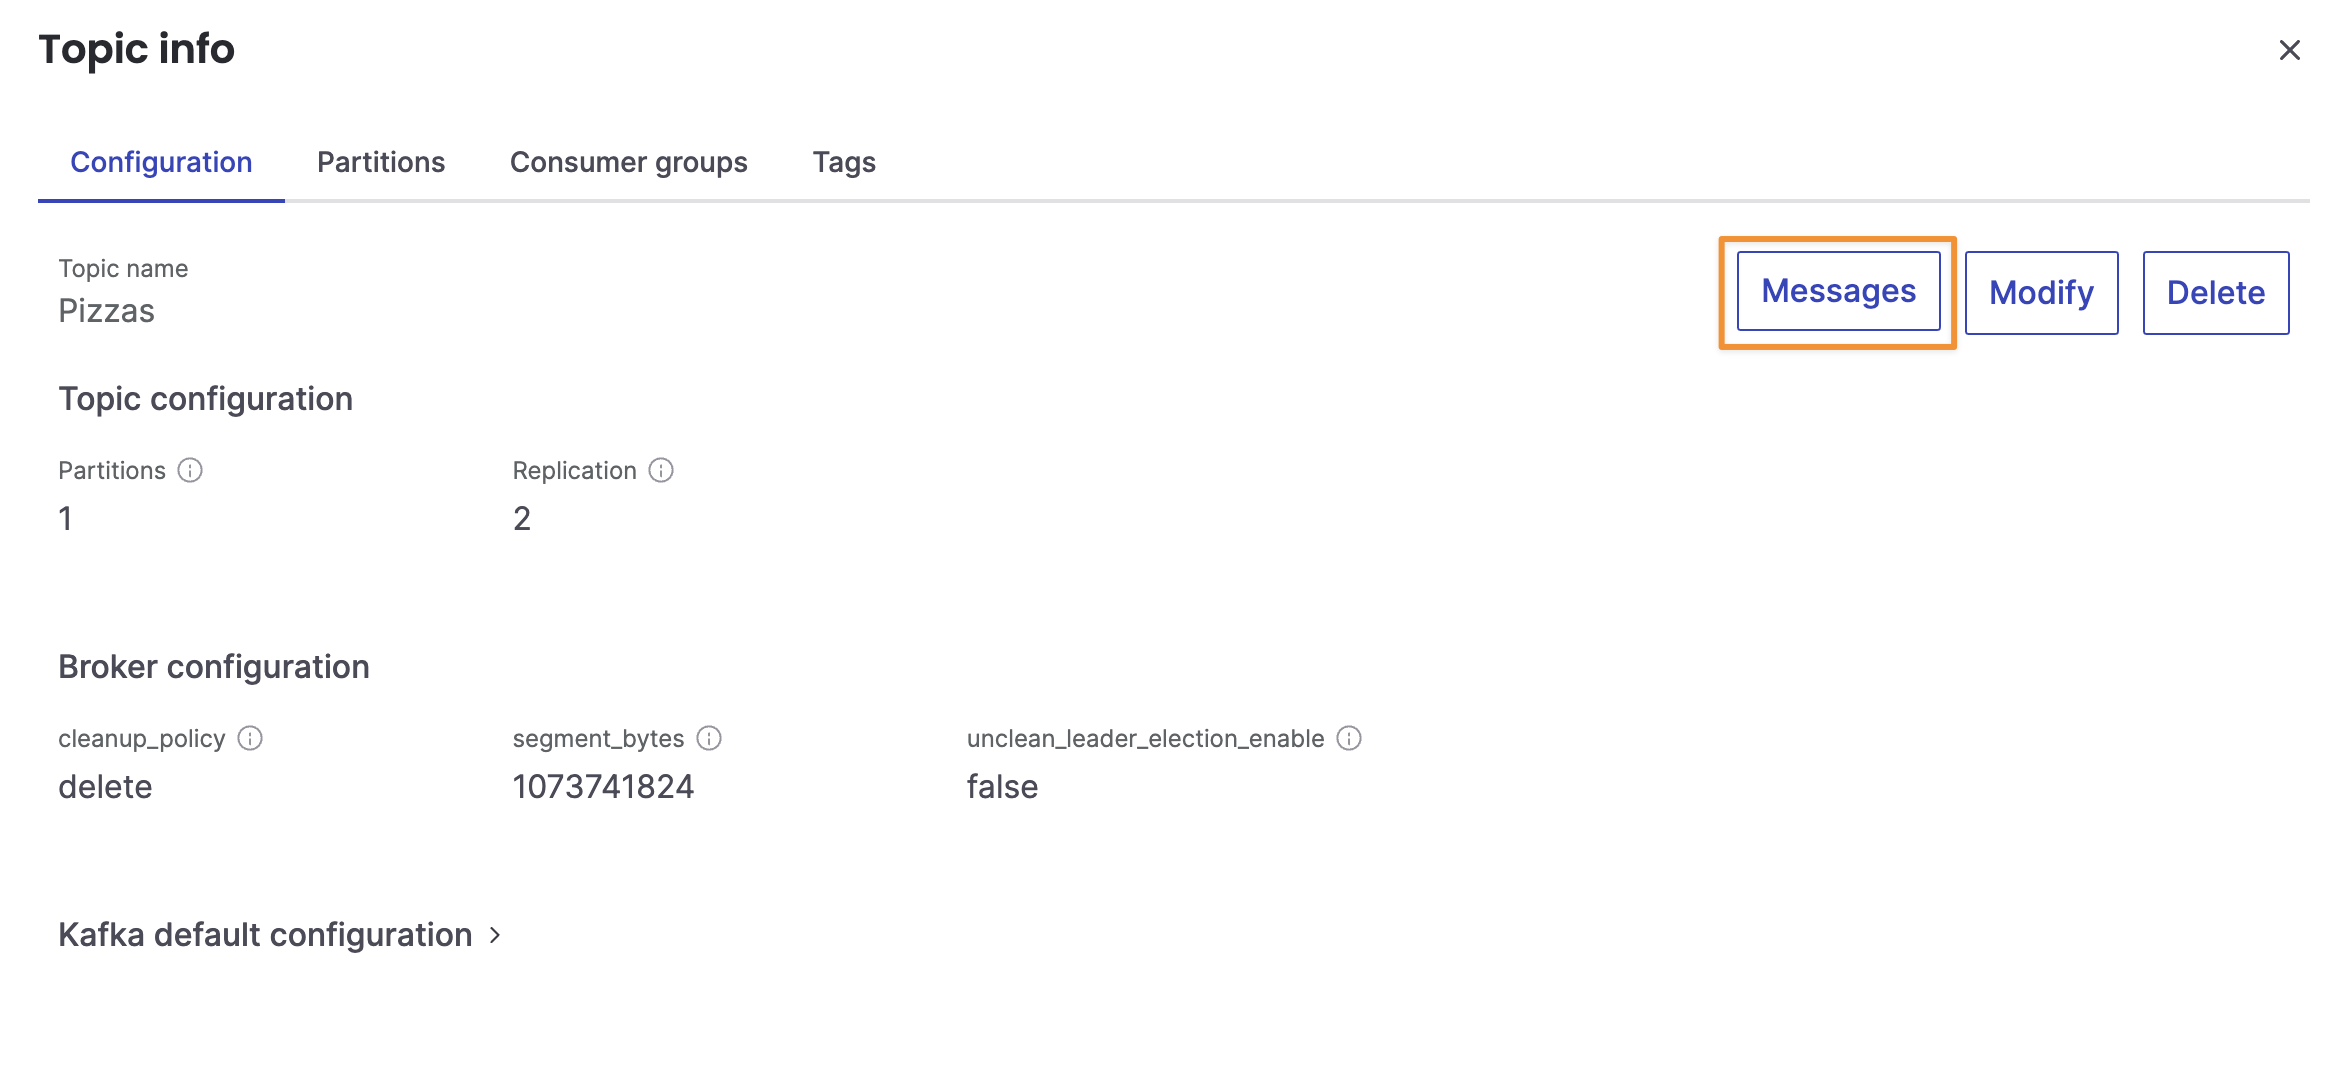 Topic info
Configuration Partitions Consumer groups Tags
Topic name
Pizzas
Messages Modify Delete
Topic configuration
Partitions Replication
1 2
Broker configuration
cleanup_policy segment_bytes unclean_leader_election_enable
delete 1073741824 false
Kafka default configuration